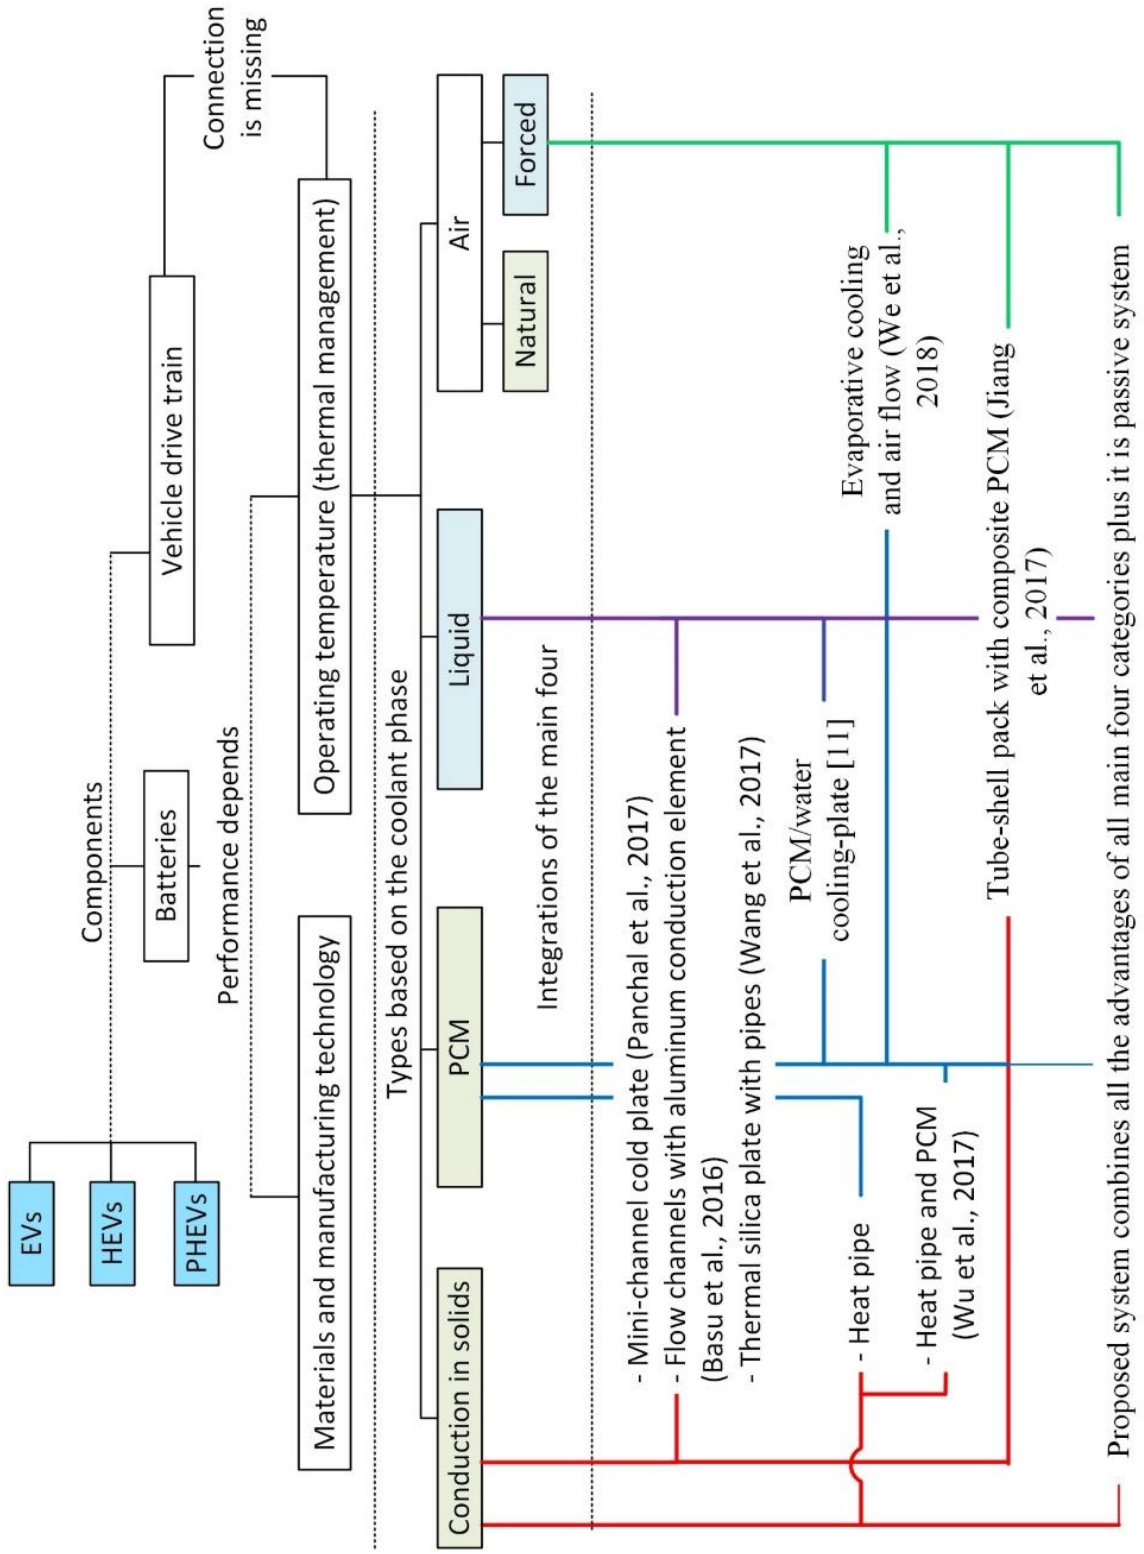 EVs
HEVs
PHEVs
Components
Batteries
Vehicle drive train
Connection
is missing
Performance depends
Materials and manufacturing technology
Operating temperature (thermal management)
Types based on the coolant phase
Conduction in solids
PCM
Liquid
Air
Natural
Forced
Integrations of the main four
- Mini-channel cold plate (Panchal et al., 2017)
- Flow channels with aluminum conduction element
(Basu et al., 2016)
- Thermal silica plate with pipes (Wang et al., 2017)
PCM/water
cooling-plate [11]
Evaporative cooling
and air flow (We et al.,
2018)
- Heat pipe
- Heat pipe and PCM
(Wu et al., 2017)
Tube-shell pack with composite PCM (Jiang
et al., 2017)
Proposed system combines all the advantages of all main four categories plus it is passive system